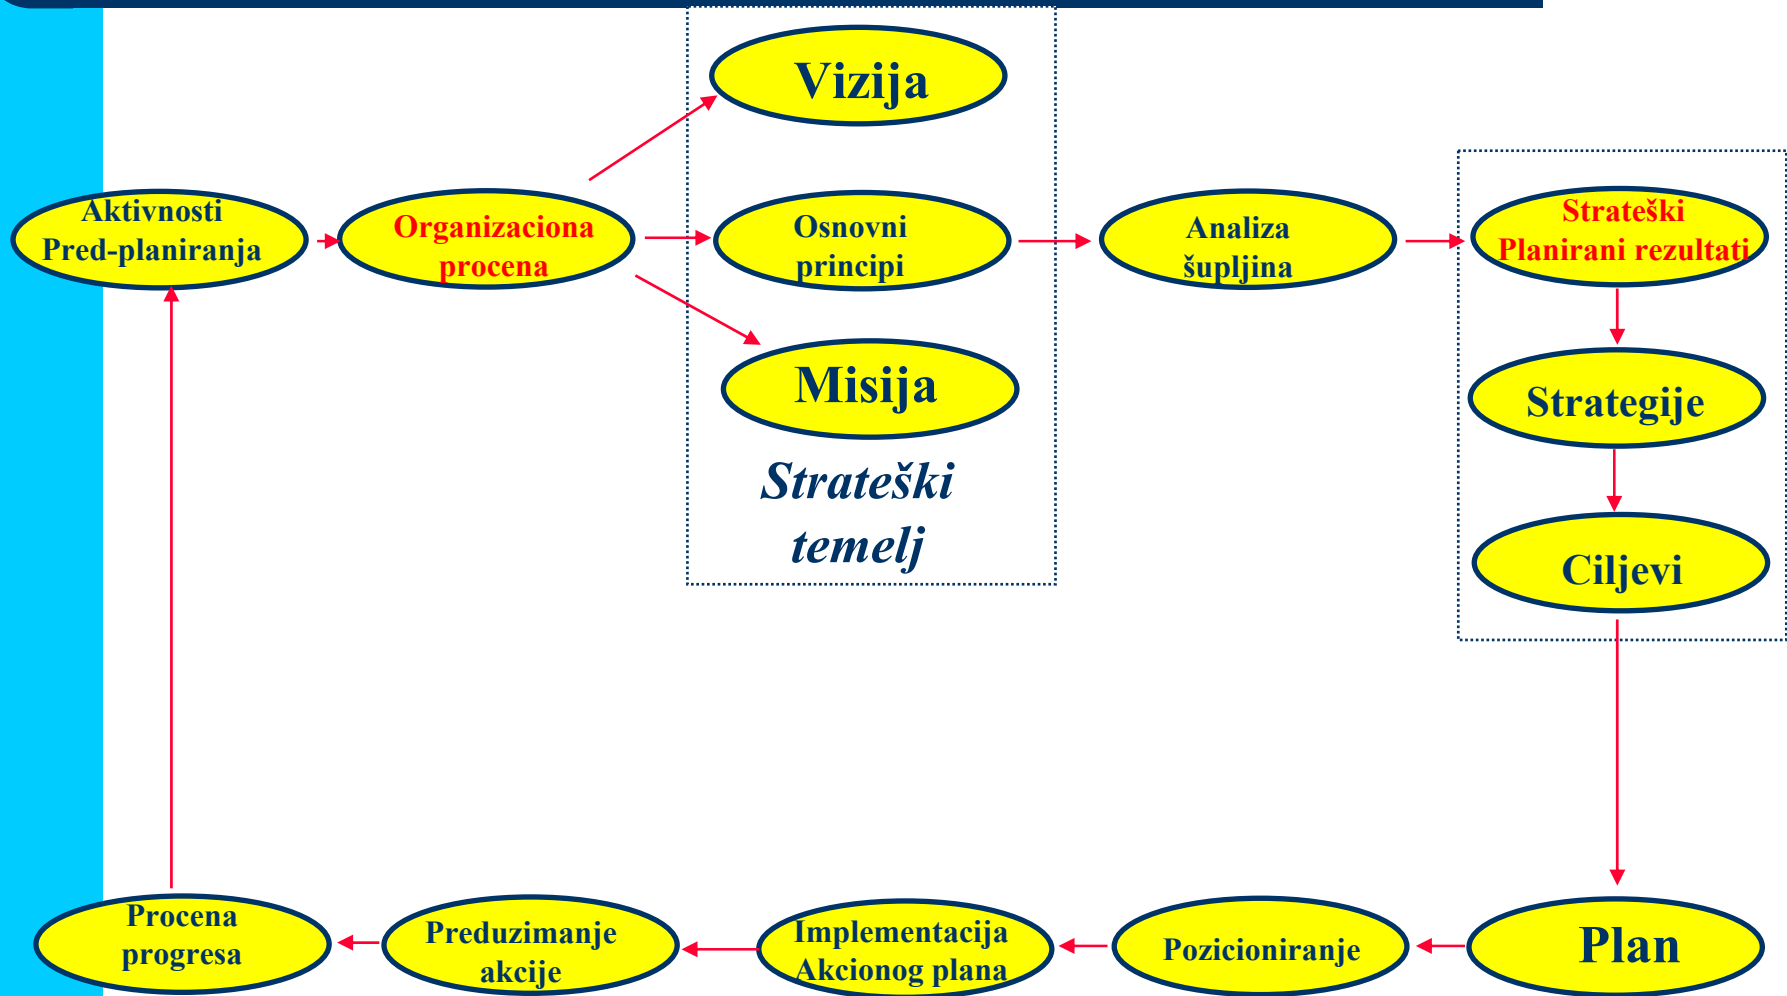 Vizija
Aktivnosti
Pred-planiranja
Organizaciona
procena
Osnovni
principi
Analiza
šupljina
Strateški
Planirani rezultati
Misija
Strategije
Strateški
temelj
Ciljevi
Procena
progresa
Preduzimanje
akcije
Implementacija
Akcionog plana
Pozicioniranje
Plan